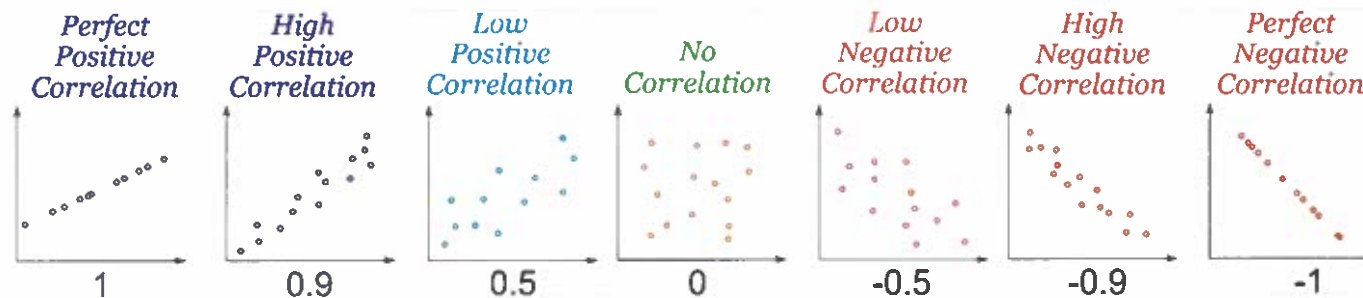 Perfect
Positive
Correlation
High
Positive
Correlation
Low
Positive
Correlation
No
Correlation
Low
Negative
Correlation
High
Negative
Correlation
Perfect
Negative
Correlation
1
0.9
0.5
0
-0.5
-0.9
-1